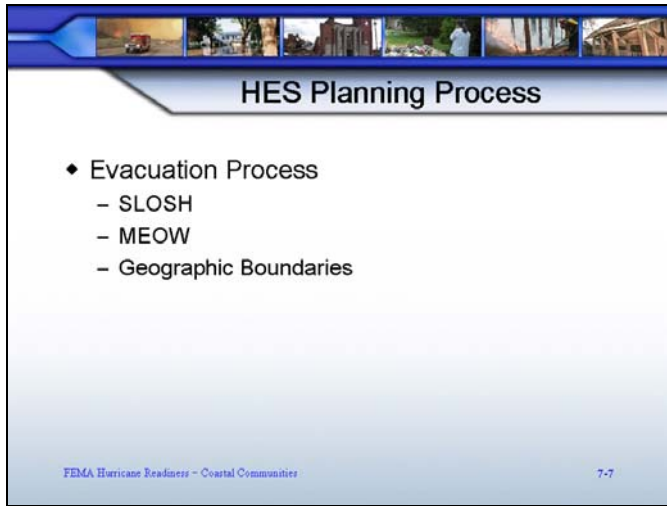 HES Planning Process
◆ Evacuation Process
– SLOSH
– MEOW
– Geographic Boundaries
FEMA Hurricane Readiness – Coastal Communities 7-7